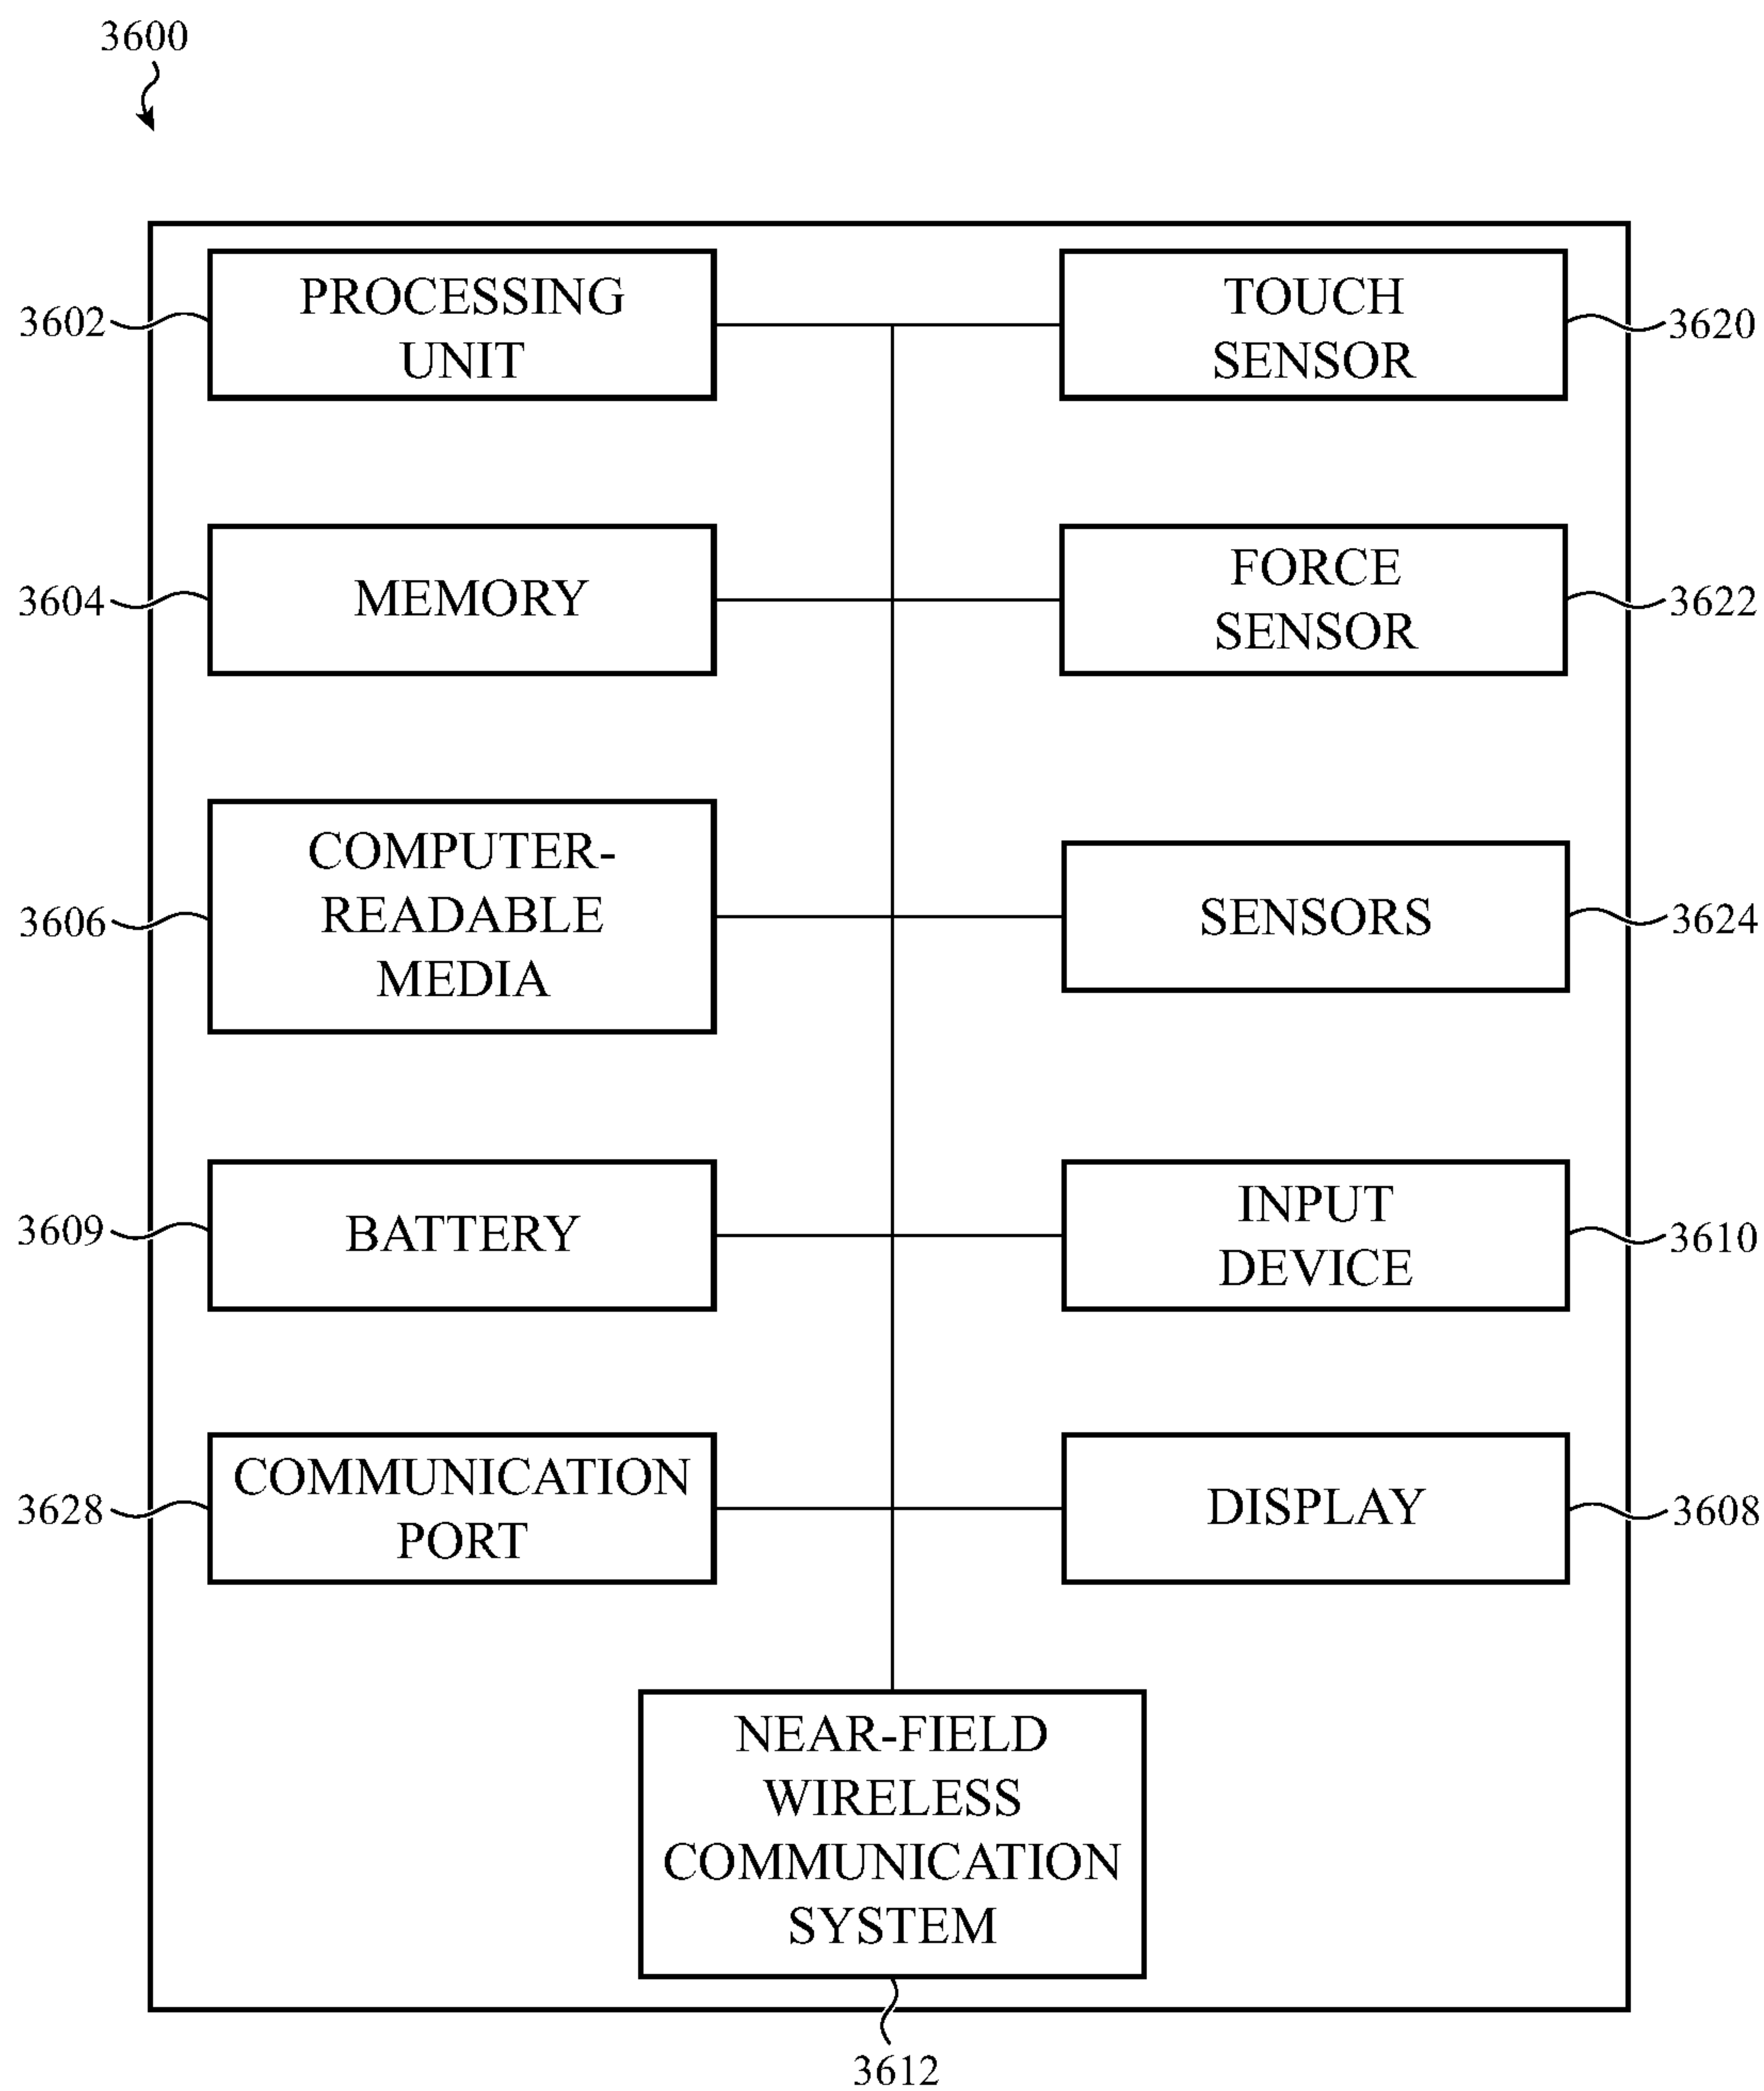 3600
3602
PROCESSING
UNIT
TOUCH
SENSOR
3620
3604
MEMORY
FORCE
SENSOR
3622
3606
COMPUTER-
READABLE
MEDIA
SENSORS
3624
3609
BATTERY
INPUT
DEVICE
3610
3628
COMMUNICATION
PORT
DISPLAY
3608
NEAR-FIELD
WIRELESS
COMMUNICATION
SYSTEM
3612